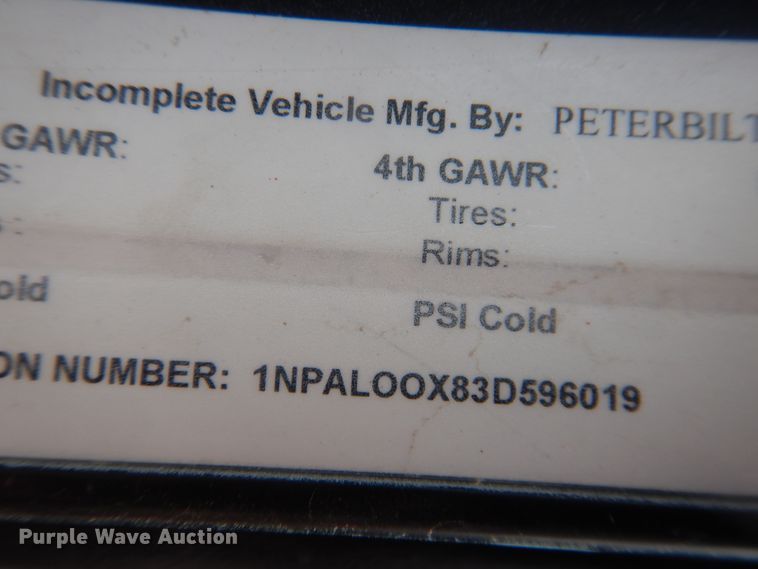 Incomplete Vehicle Mfg. By: PETERBILT
GAWR:
4th GAWR:
s:
Tires:
s:
Rims:
old
PSI Cold
ON NUMBER: 1NPALOOX83D596019
Purple Wave Auction